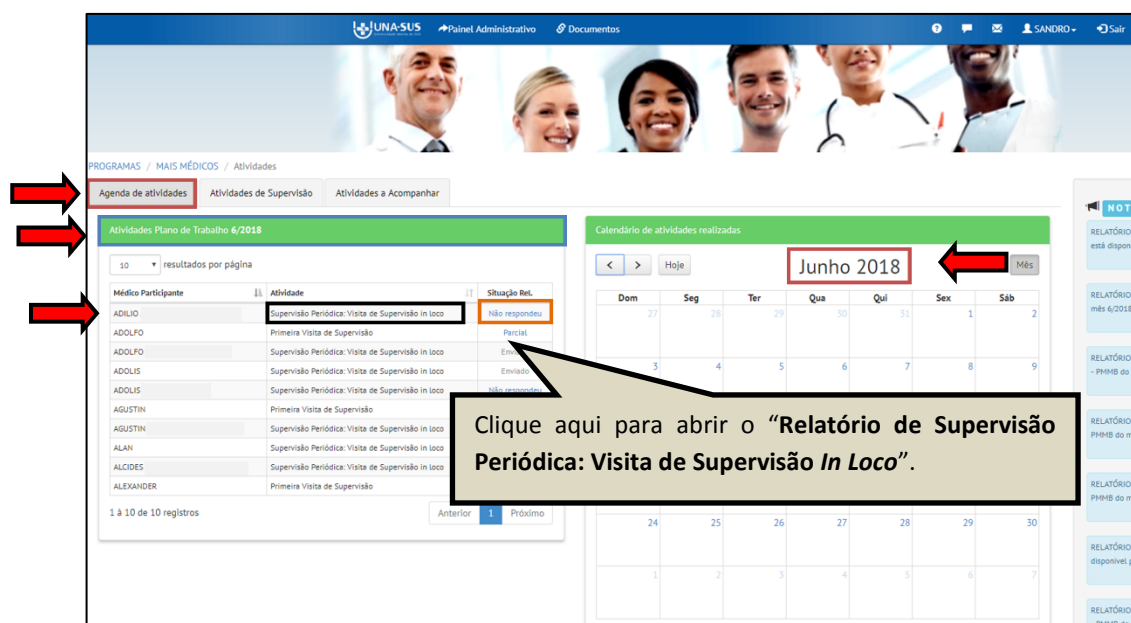 UNA-SUS Painel Administrativo Documentos SANDRO Sair
PROGRAMAS / MAIS MÉDICOS / Atividades
Agenda de atividades Atividades de Supervisão Atividades a Acompanhar
Atividades Plano de Trabalho 6/2018
10 resultados por página
Médico Participante Atividade Situação Rel.
ADILIO Supervisão Periódica: Visita de Supervisão in loco Não respondeu
ADOLFO Primeira Visita de Supervisão Parcial
ADOLFO Supervisão Periódica: Visita de Supervisão in loco
ADOLIS Supervisão Periódica: Visita de Supervisão in loco Enviado
ADOLIS Supervisão Periódica: Visita de Supervisão in loco Não respondeu
AGUSTIN Primeira Visita de Supervisão
AGUSTIN Supervisão Periódica: Visita de Supervisão in loco
ALAN Supervisão Periódica: Visita de Supervisão in loco
ALCIDES Supervisão Periódica: Visita de Supervisão in loco
ALEXANDER Primeira Visita de Supervisão
1 à 10 de 10 registros Anterior 1 Próximo
Calendário de atividades realizadas
Hoje Junho 2018 Mês
Dom Seg Ter Qua Qui Sex Sáb
27 28 29 30 31 1 2
3 4 5 6 7 8 9
24 25 26 27 28 29 30
1 2 3 4 5 6 7
Clique aqui para abrir o “Relatório de Supervisão
Periódica: Visita de Supervisão In Loco”.
NOT
RELATÓRIO
está dispon
RELATÓRIO
mês 6/2018
RELATÓRIO
- PMMB do
RELATÓRIO
PMMB do m
RELATÓRIO
PMMB do m
RELATÓRIO
disponível p
RELATÓRIO